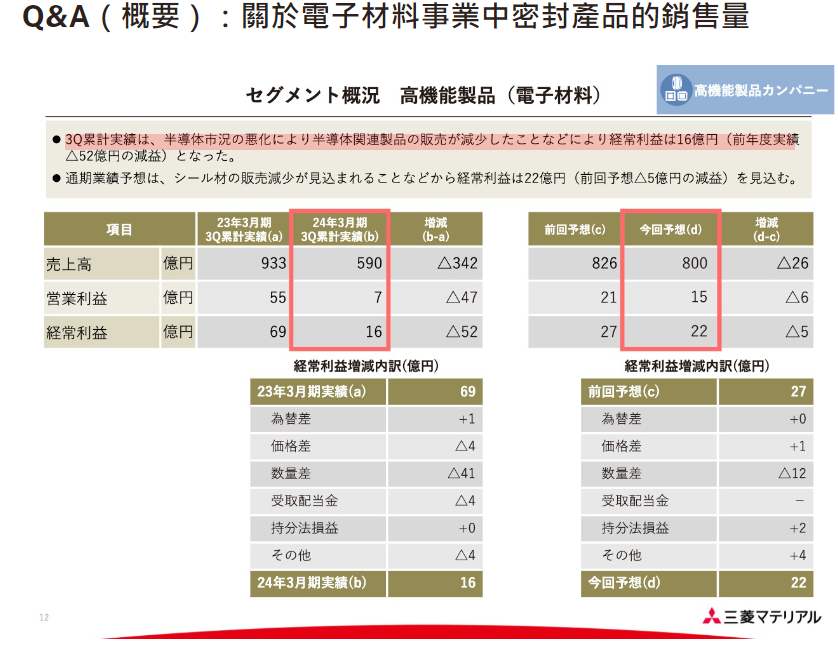 Q&A（概要）：關於電子材料事業中密封產品的銷售量
高機能製品カンパニー
セグメント概況　高機能製品（電子材料）
● 3Q累計実績は、半導体市況の悪化により半導体関連製品の販売が減少したことなどにより経常利益は16億円（前年度実績
△52億円の減益）となった。
● 通期業績予想は、シール材の販売減少が見込まれることなどから経常利益は22億円（前回予想△5億円の減益）を見込む。
項目 23年3月期 3Q累計実績(a) 24年3月期 3Q累計実績(b) 増減 (b-a)
売上高 億円 933 590 △342
営業利益 億円 55 7 △47
経常利益 億円 69 16 △52
前回予想(c) 今回予想(d) 増減 (d-c)
826 800 △26
21 15 △6
27 22 △5
経常利益増減内訳(億円)
23年3月期実績(a) 69
為替差 +1
価格差 △4
数量差 △41
受取配当金 △4
持分法損益 +0
その他 △4
24年3月期実績(b) 16
経常利益増減内訳(億円)
前回予想(c) 27
為替差 +0
価格差 +1
数量差 △12
受取配当金 −
持分法損益 +2
その他 +4
今回予想(d) 22
12
三菱マテリアル